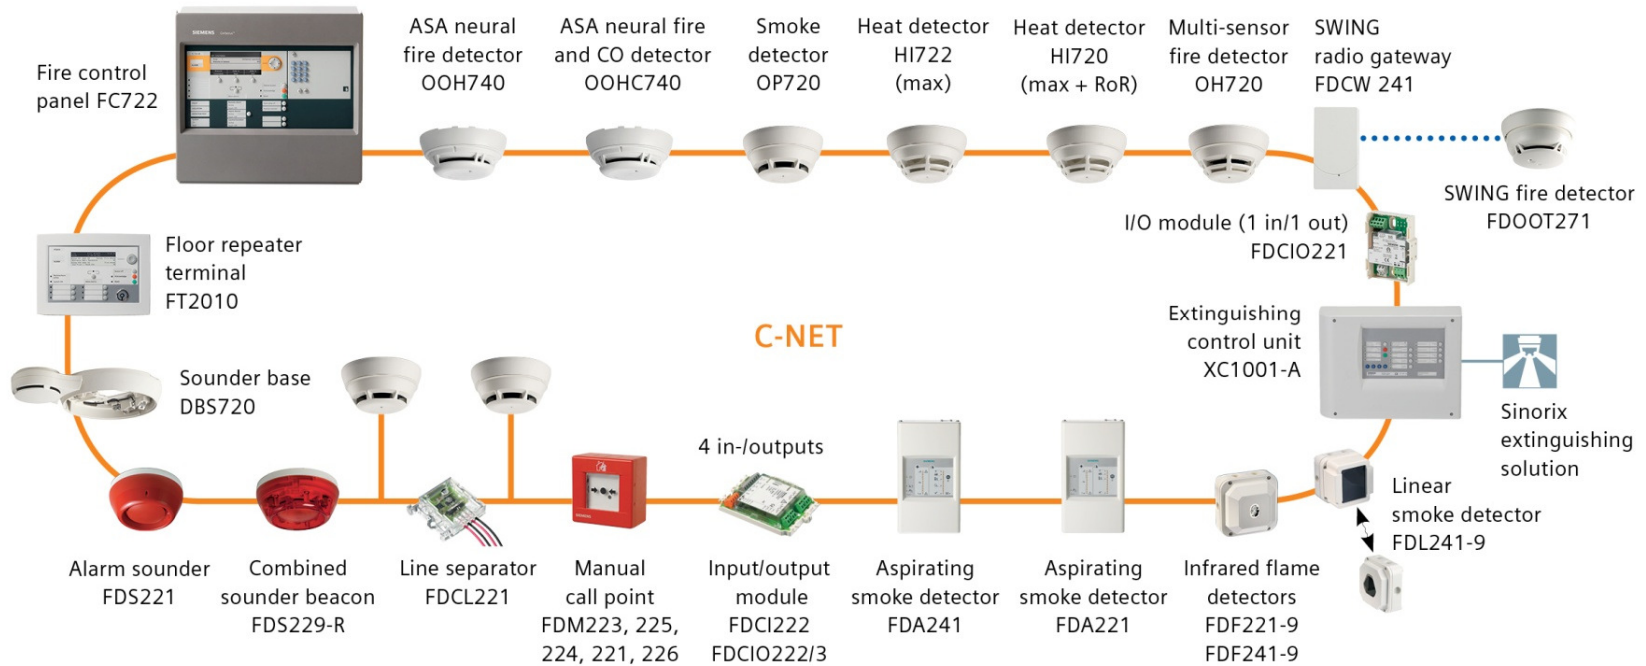 SIEMENS
Fire control
panel FC722
ASA neural
fire detector
OOH740
ASA neural fire
and CO detector
OOHC740
Smoke
detector
OP720
Heat detector
HI722
(max)
Heat detector
HI720
(max + RoR)
Multi-sensor
fire detector
OH720
SWING
radio gateway
FDCW 241
SWING fire detector
FDOOT271
I/O module (1 in/1 out)
FDCIO221
Floor repeater
terminal
FT2010
C-NET
Extinguishing
control unit
XC1001-A
Sinorix
extinguishing
solution
Sounder base
DBS720
4 in-/outputs
Linear
smoke detector
FDL241-9
Alarm sounder
FDS221
Combined
sounder beacon
FDS229-R
Line separator
FDCL221
Manual
call point
FDM223, 225,
224, 221, 226
Input/output
module
FDCI222
FDCIO222/3
Aspirating
smoke detector
FDA241
Aspirating
smoke detector
FDA221
Infrared flame
detectors
FDF221-9
FDF241-9